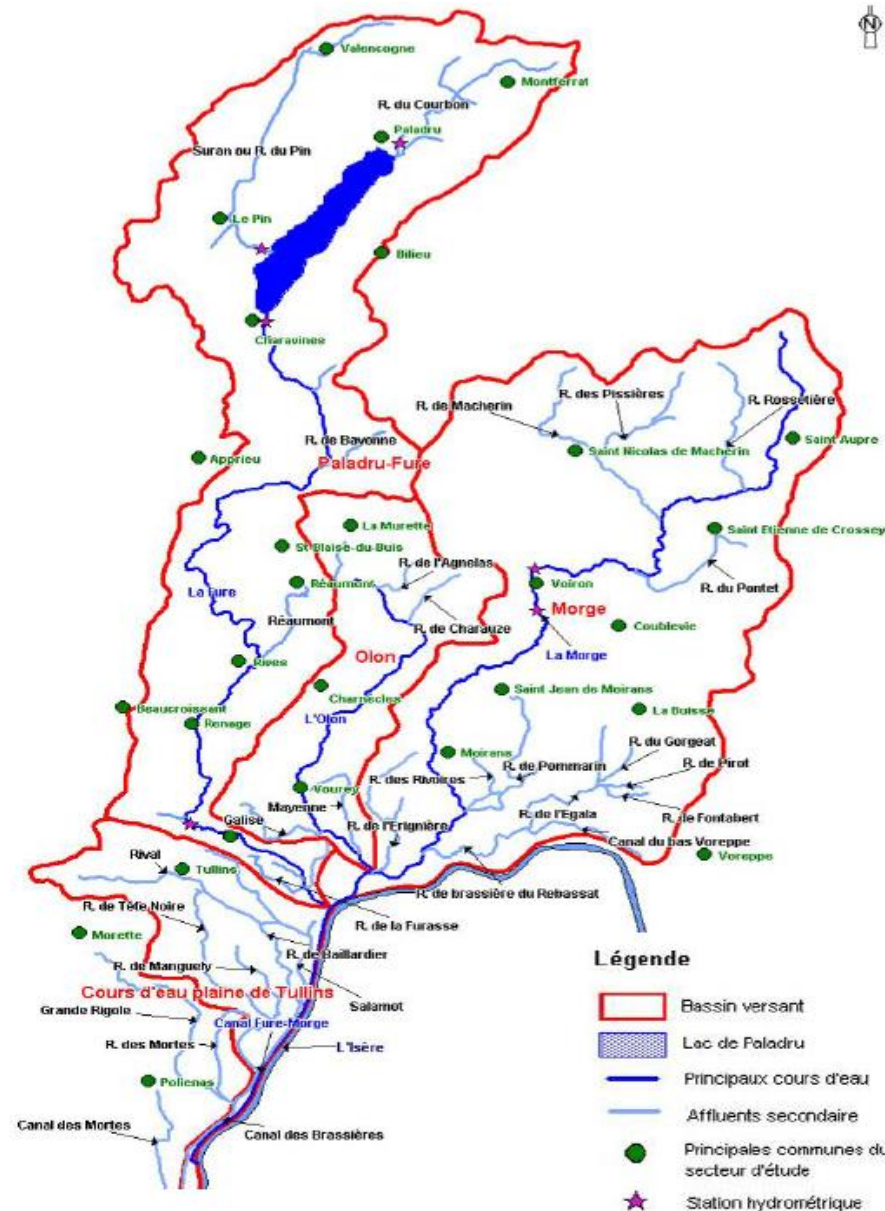 N
Valencogne
Montferrat
R. du Courbon
Paladru
Suran ou R. du Pin
Le Pin
Bilieu
Charavines
R. de Macherin
R. des Pissières
R. Rossetière
R. de Bavonne
Saint Aupre
Apprieu
Paladru-Fure
Saint Nicolas de Macherin
La Murette
Saint Etienne de Crossey
St Blaise-du-Buis
R. de l'Agnelas
Réaumont
Voiron
R. du Pontet
La Fure
Morge
Réaumont
R. de Charauze
Coublevie
La Morge
Olon
Rives
Charnècles
Saint Jean de Moirans
Beaucroissant
La Buisse
Renage
L'Olon
R. du Gorgeat
Moirans
R. de Pommarin
R. de Pirot
R. des Rivoires
Vourey
Mayenne
R. de Fontabert
Galise
R. de l'Erignière
R. de l'Egala
Canal du bas Voreppe
Rival
Voreppe
Tullins
R. de brassière du Rebassat
R. de Tête Noire
R. de la Furasse
Morette
R. de Baillardier
R. de Manguely
Cours d'eau plaine de Tullins
Salamot
Grande Rigole
Canal Fure-Morge
R. des Mortes
L'Isère
Polienas
Canal des Mortes
Canal des Brassières
Légende
Bassin versant
Lac de Paladru
Principaux cours d'eau
Affluents secondaire
Principales communes du
secteur d'étude
Station hydrométrique